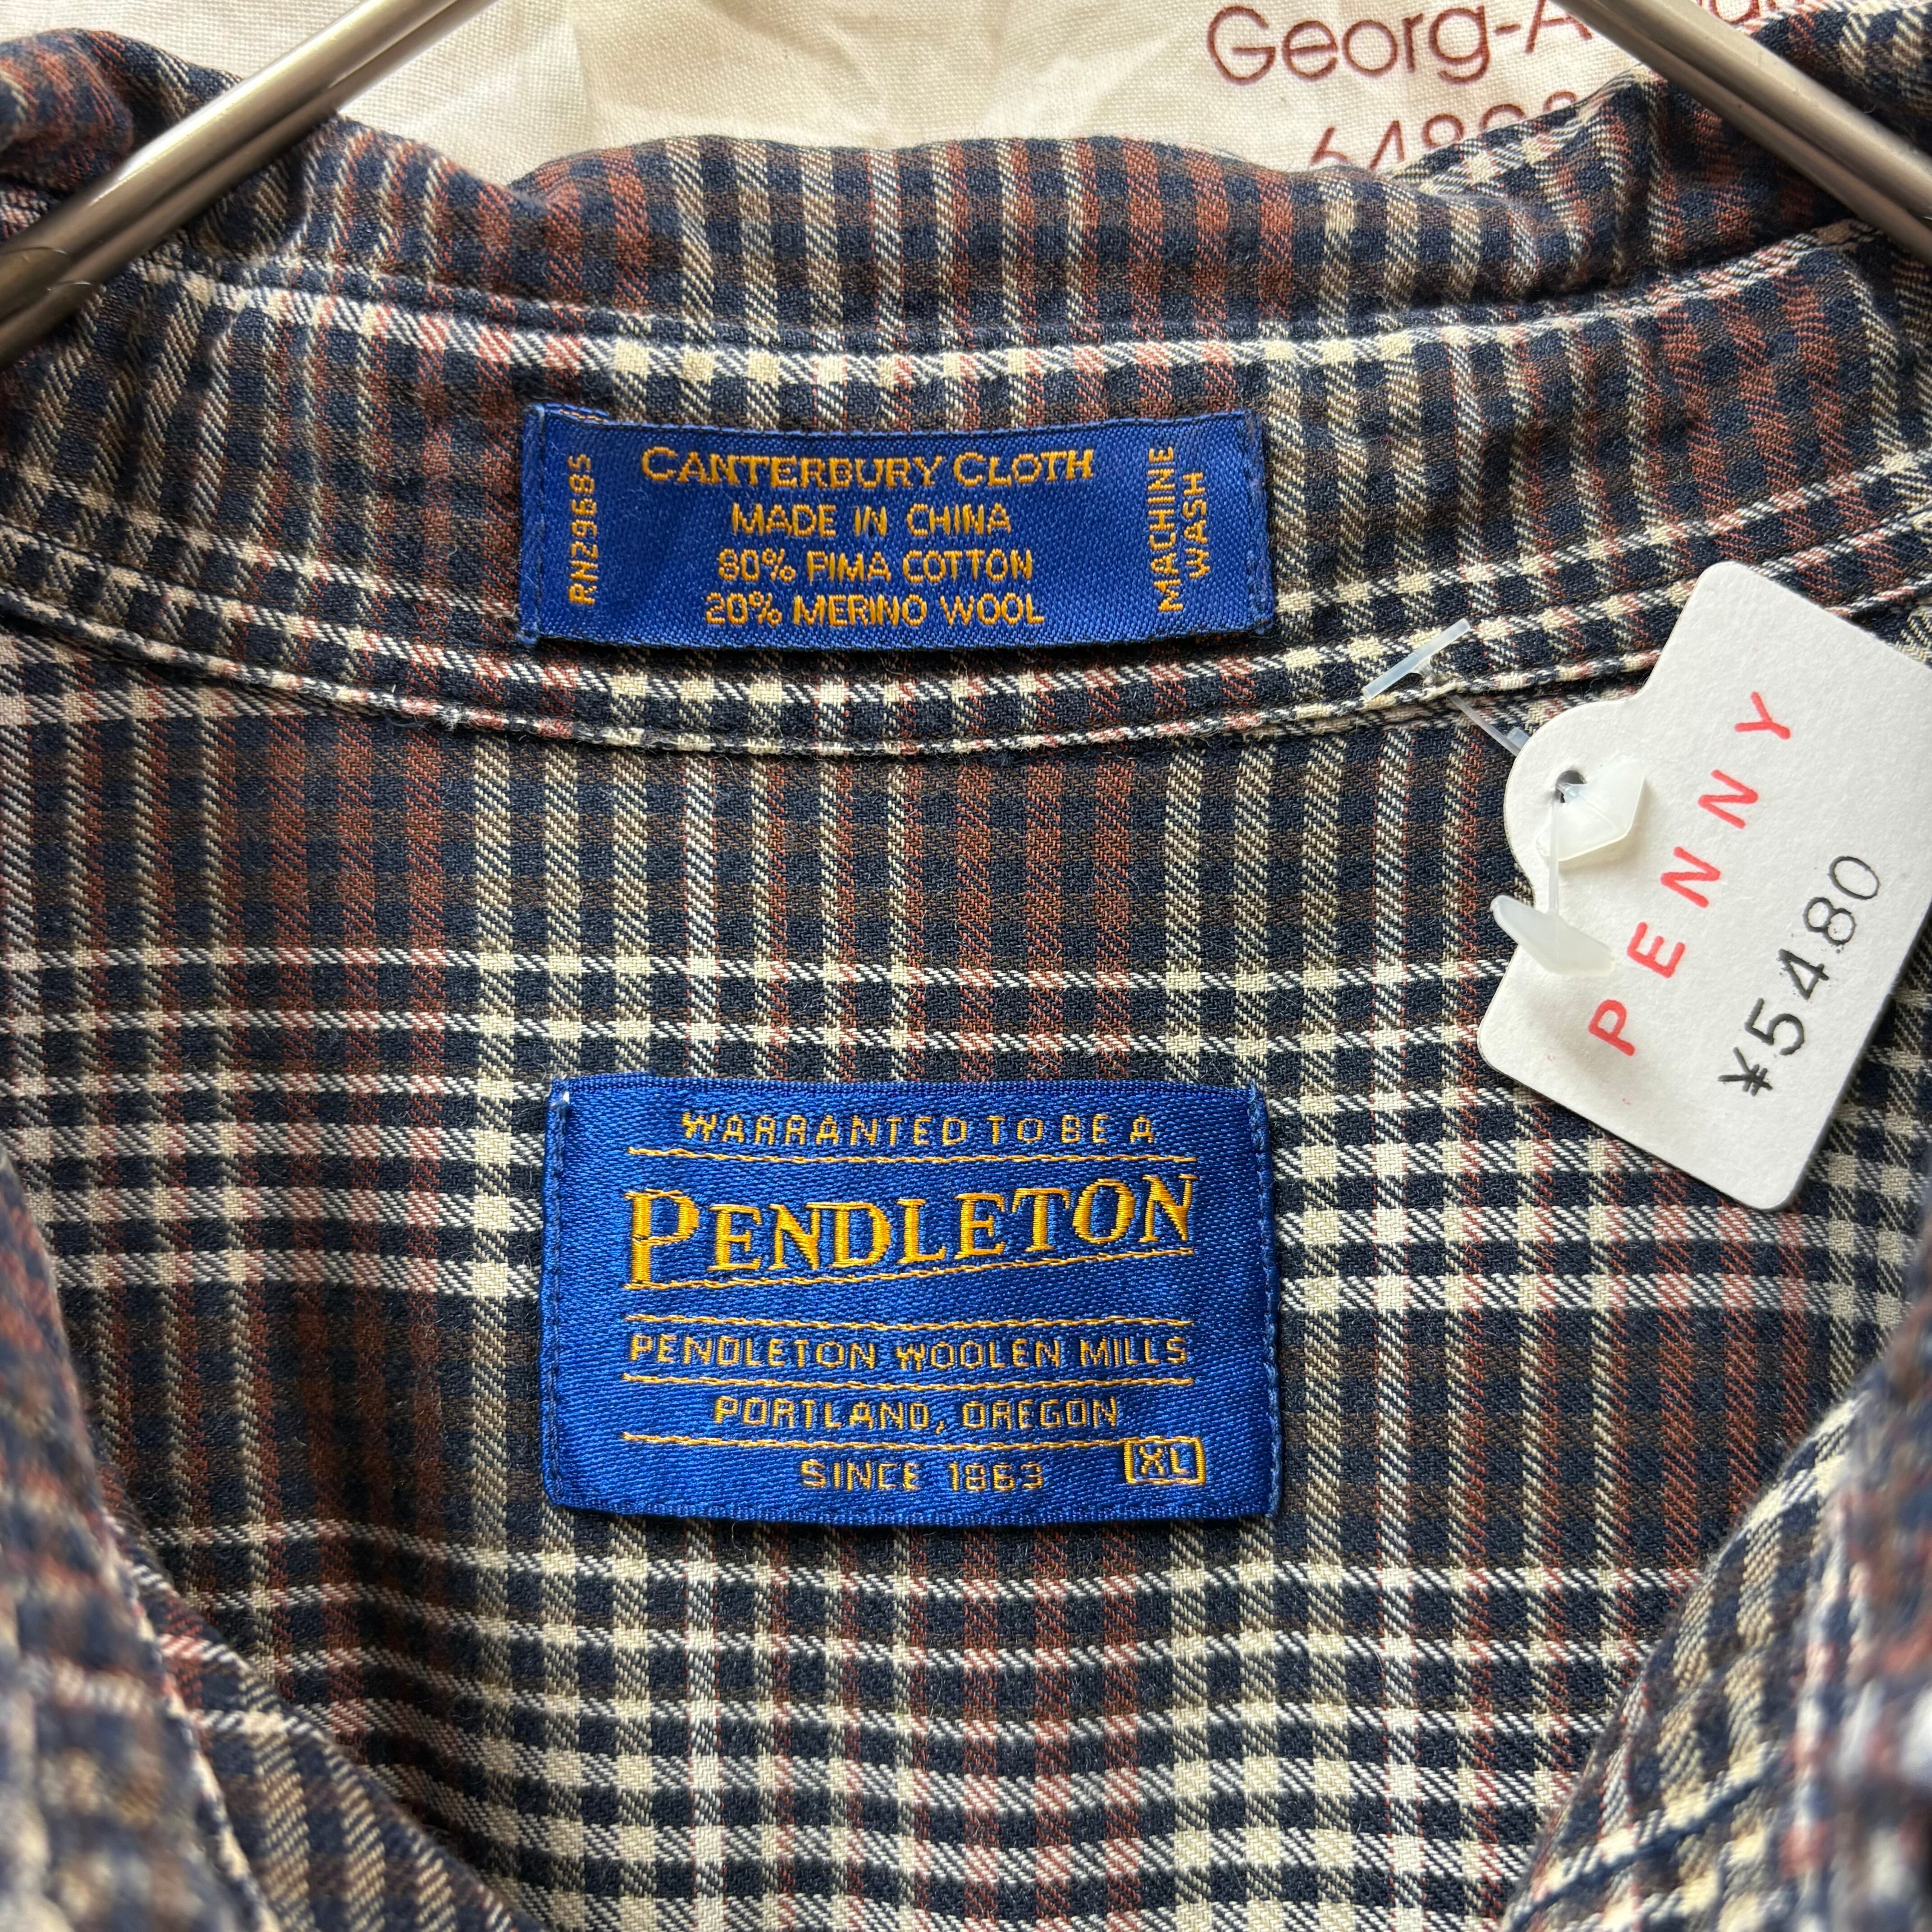 Georg-A
CANTERBURY CLOTH
MADE IN CHINA
80% PIMA COTTON
20% MERINO WOOL
RN29685
MACHINE
WASH
PENNY
¥5480
WARRANTED TO BE A
PENDLETON
PENDLETON WOOLEN MILLS
PORTLAND, OREGON
SINCE 1863
XL